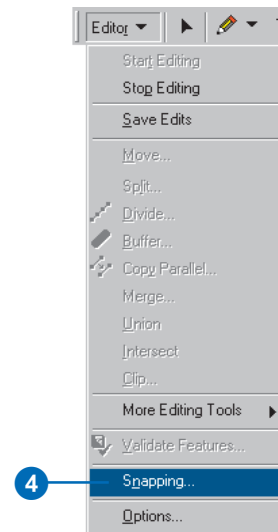 Editor
Start Editing
Stop Editing
Save Edits
Move...
Split...
Divide...
Buffer...
Copy Parallel...
Merge...
Union
Intersect
Clip...
More Editing Tools
Validate Features...
4 Snapping...
Options...